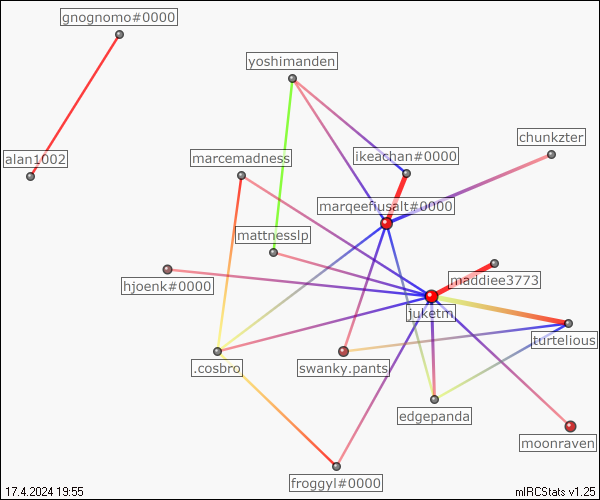 gnognomo#0000
yoshimanden
chunkzter
alan1002
marcemadness
ikeachan#0000
marqeefiusalt#0000
mattnesslp
hjoenk#0000
maddiee3773
juketm
turtelious
.cosbro
swanky.pants
edgepanda
moonraven
froggyl#0000
17.4.2024 19:55
mIRCStats v1.25